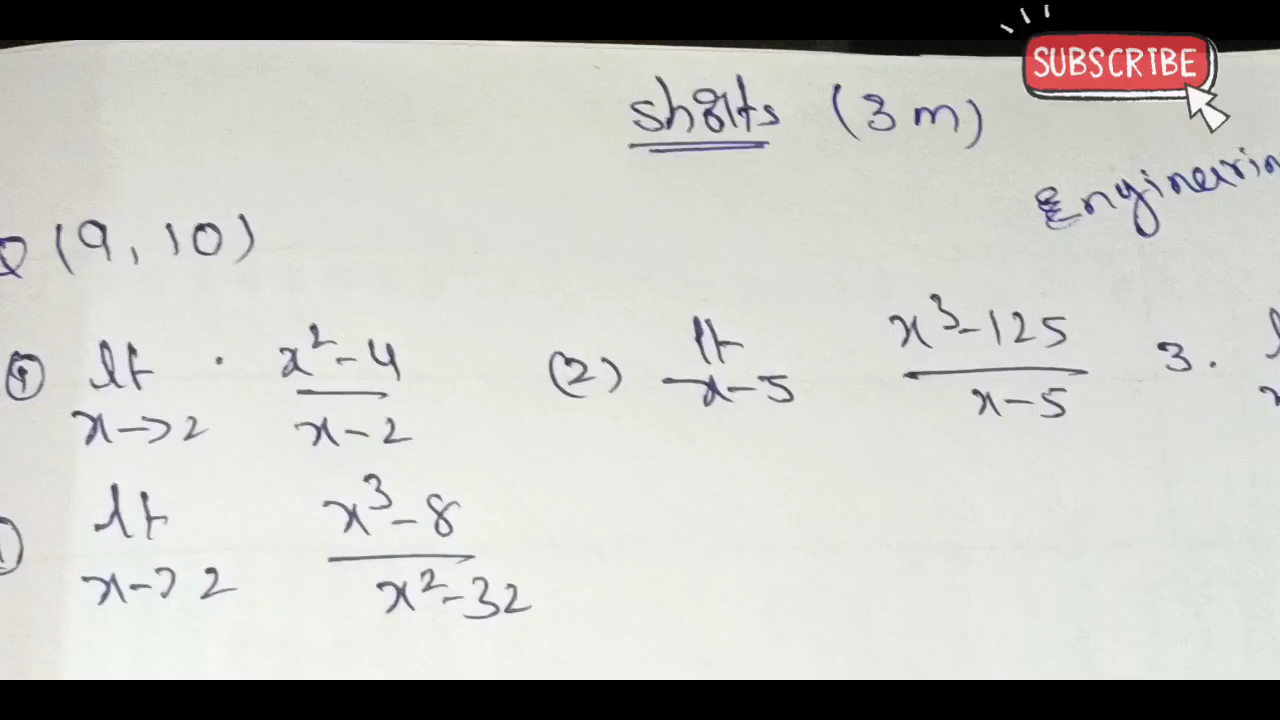 SUBSCRIBE
Shorts (3m)
Engineerin
Q (9, 10)
lt x→2 x²-4 / x-2
(2) lt x-5 x³-125 / x-5
3.
lt x→2 x³-8 / x²-32